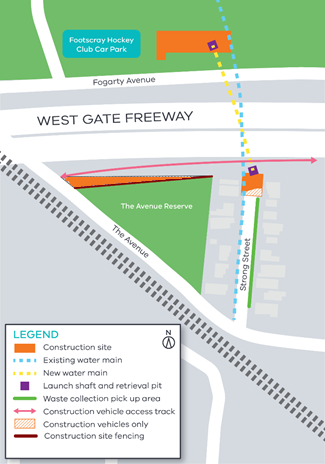 Footscray Hockey
Club Car Park
Fogarty Avenue
WEST GATE FREEWAY
The Avenue Reserve
The Avenue
Strong Street
LEGEND
N
Construction site
Existing water main
New water main
Launch shaft and retrieval pit
Waste collection pick up area
Construction vehicle access track
Construction vehicles only
Construction site fencing